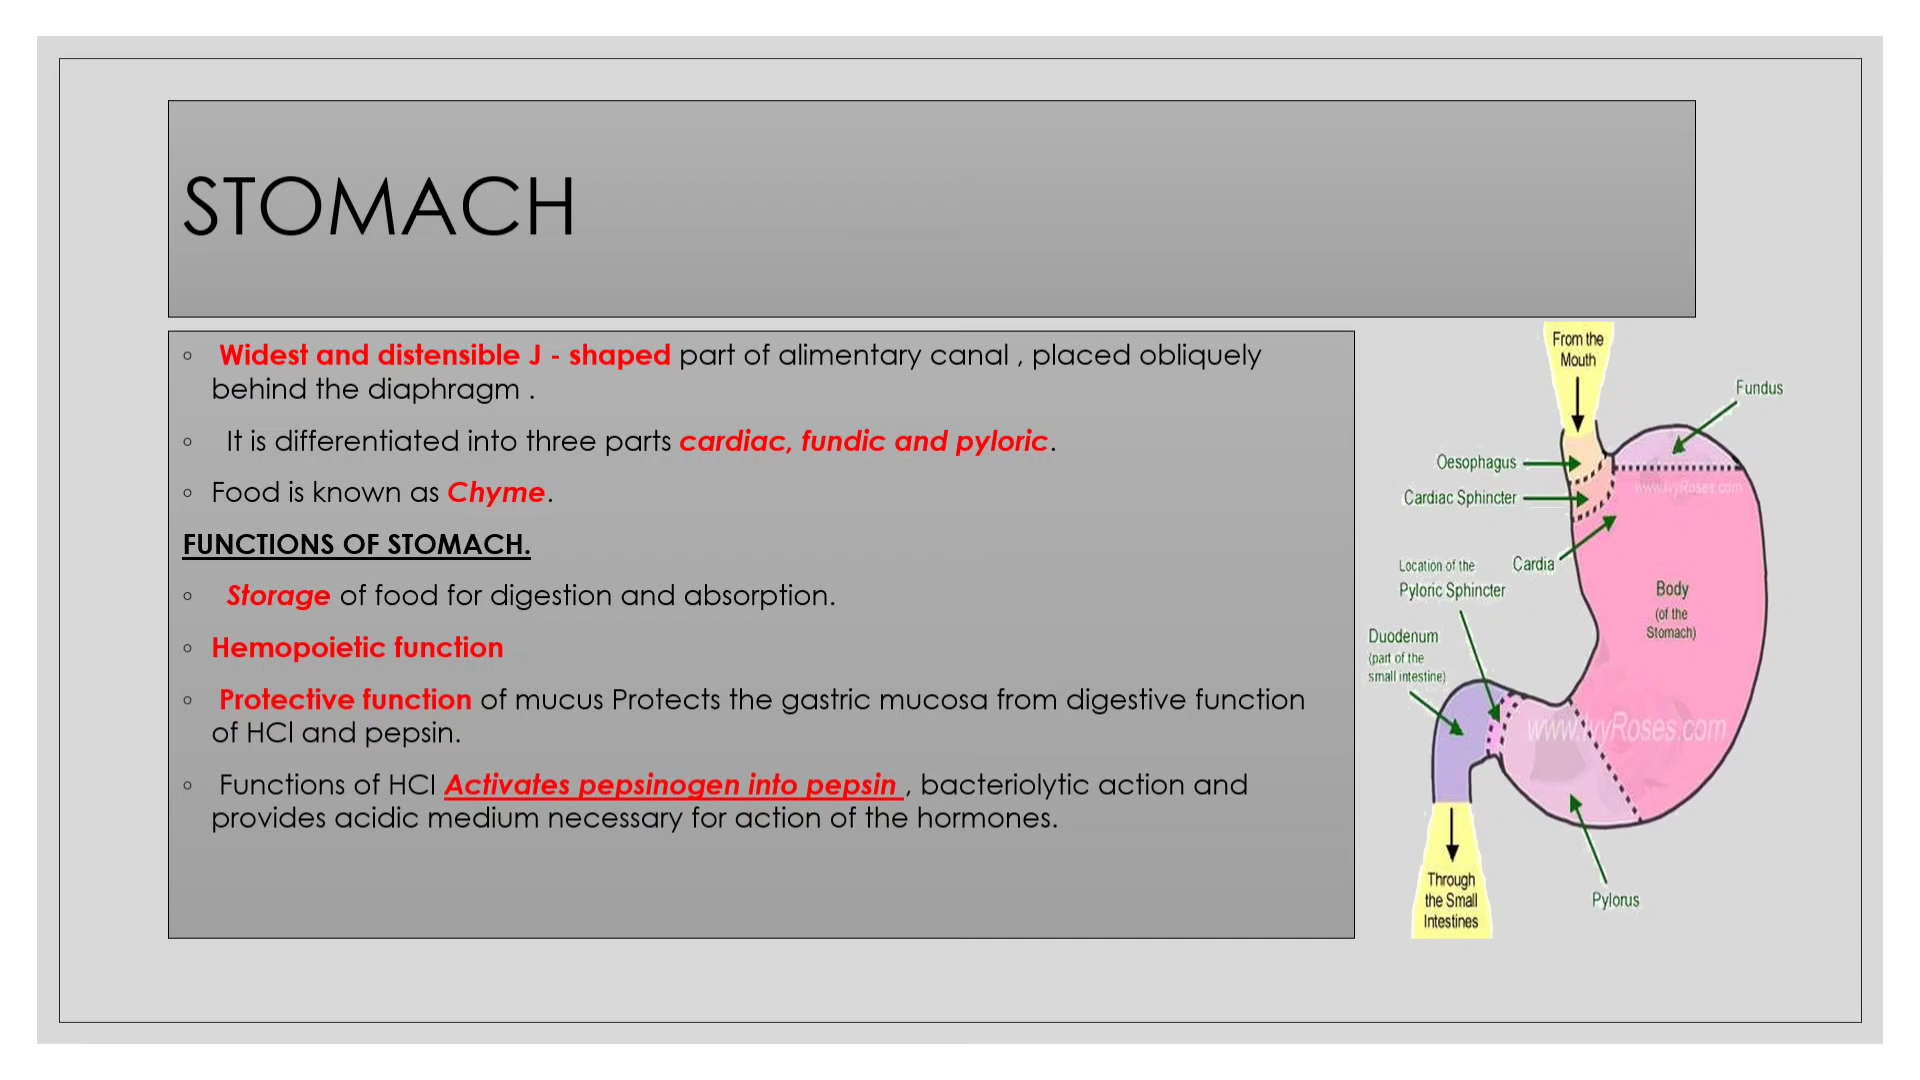 STOMACH
◦ Widest and distensible J - shaped part of alimentary canal , placed obliquely
behind the diaphragm .
◦ It is differentiated into three parts cardiac, fundic and pyloric.
◦ Food is known as Chyme.
FUNCTIONS OF STOMACH.
◦ Storage of food for digestion and absorption.
◦ Hemopoietic function
◦ Protective function of mucus Protects the gastric mucosa from digestive function
of HCl and pepsin.
◦ Functions of HCl Activates pepsinogen into pepsin , bacteriolytic action and
provides acidic medium necessary for action of the hormones.
From the
Mouth
Fundus
Oesophagus
www.IvyRoses.com
Cardiac Sphincter
Cardia
Location of the
Pyloric Sphincter
Body
(of the
Stomach)
Duodenum
(part of the
small intestine)
www.IvyRoses.com
Through
the Small
Intestines
Pylorus